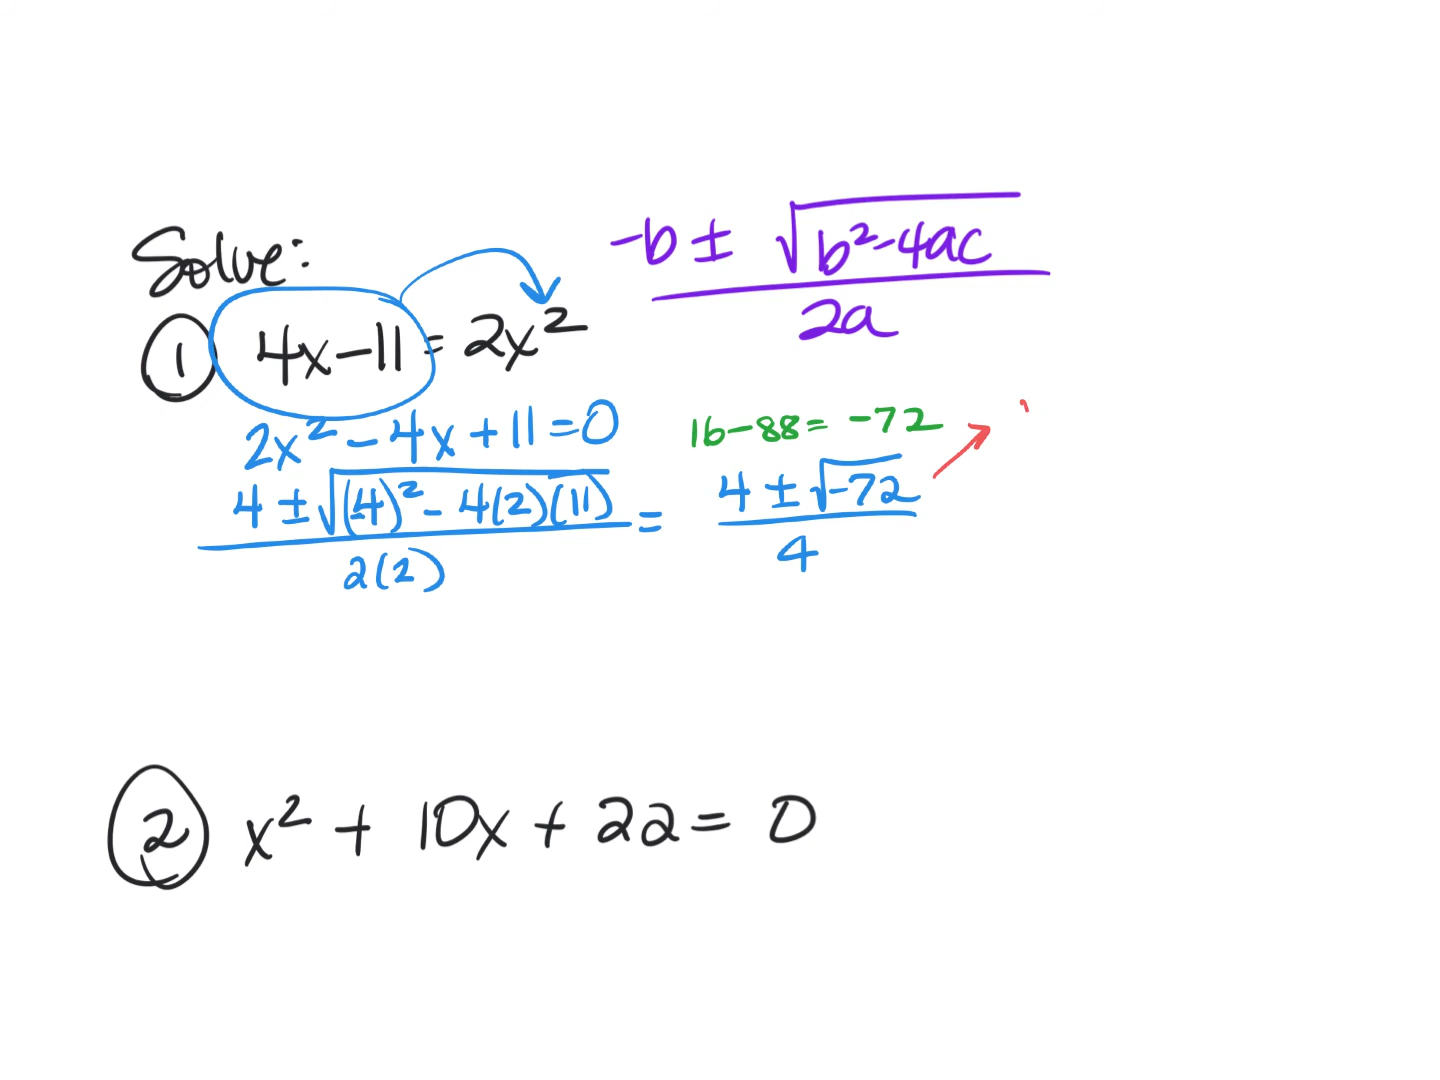 Solve:
-b ± √b²-4ac
2a
① 4x-11 = 2x²
2x² - 4x + 11 = 0
16-88 = -72
4 ± √(-4)² - 4(2)(11) = 4 ± √-72
2(2) 4
② x² + 10x + 22 = 0